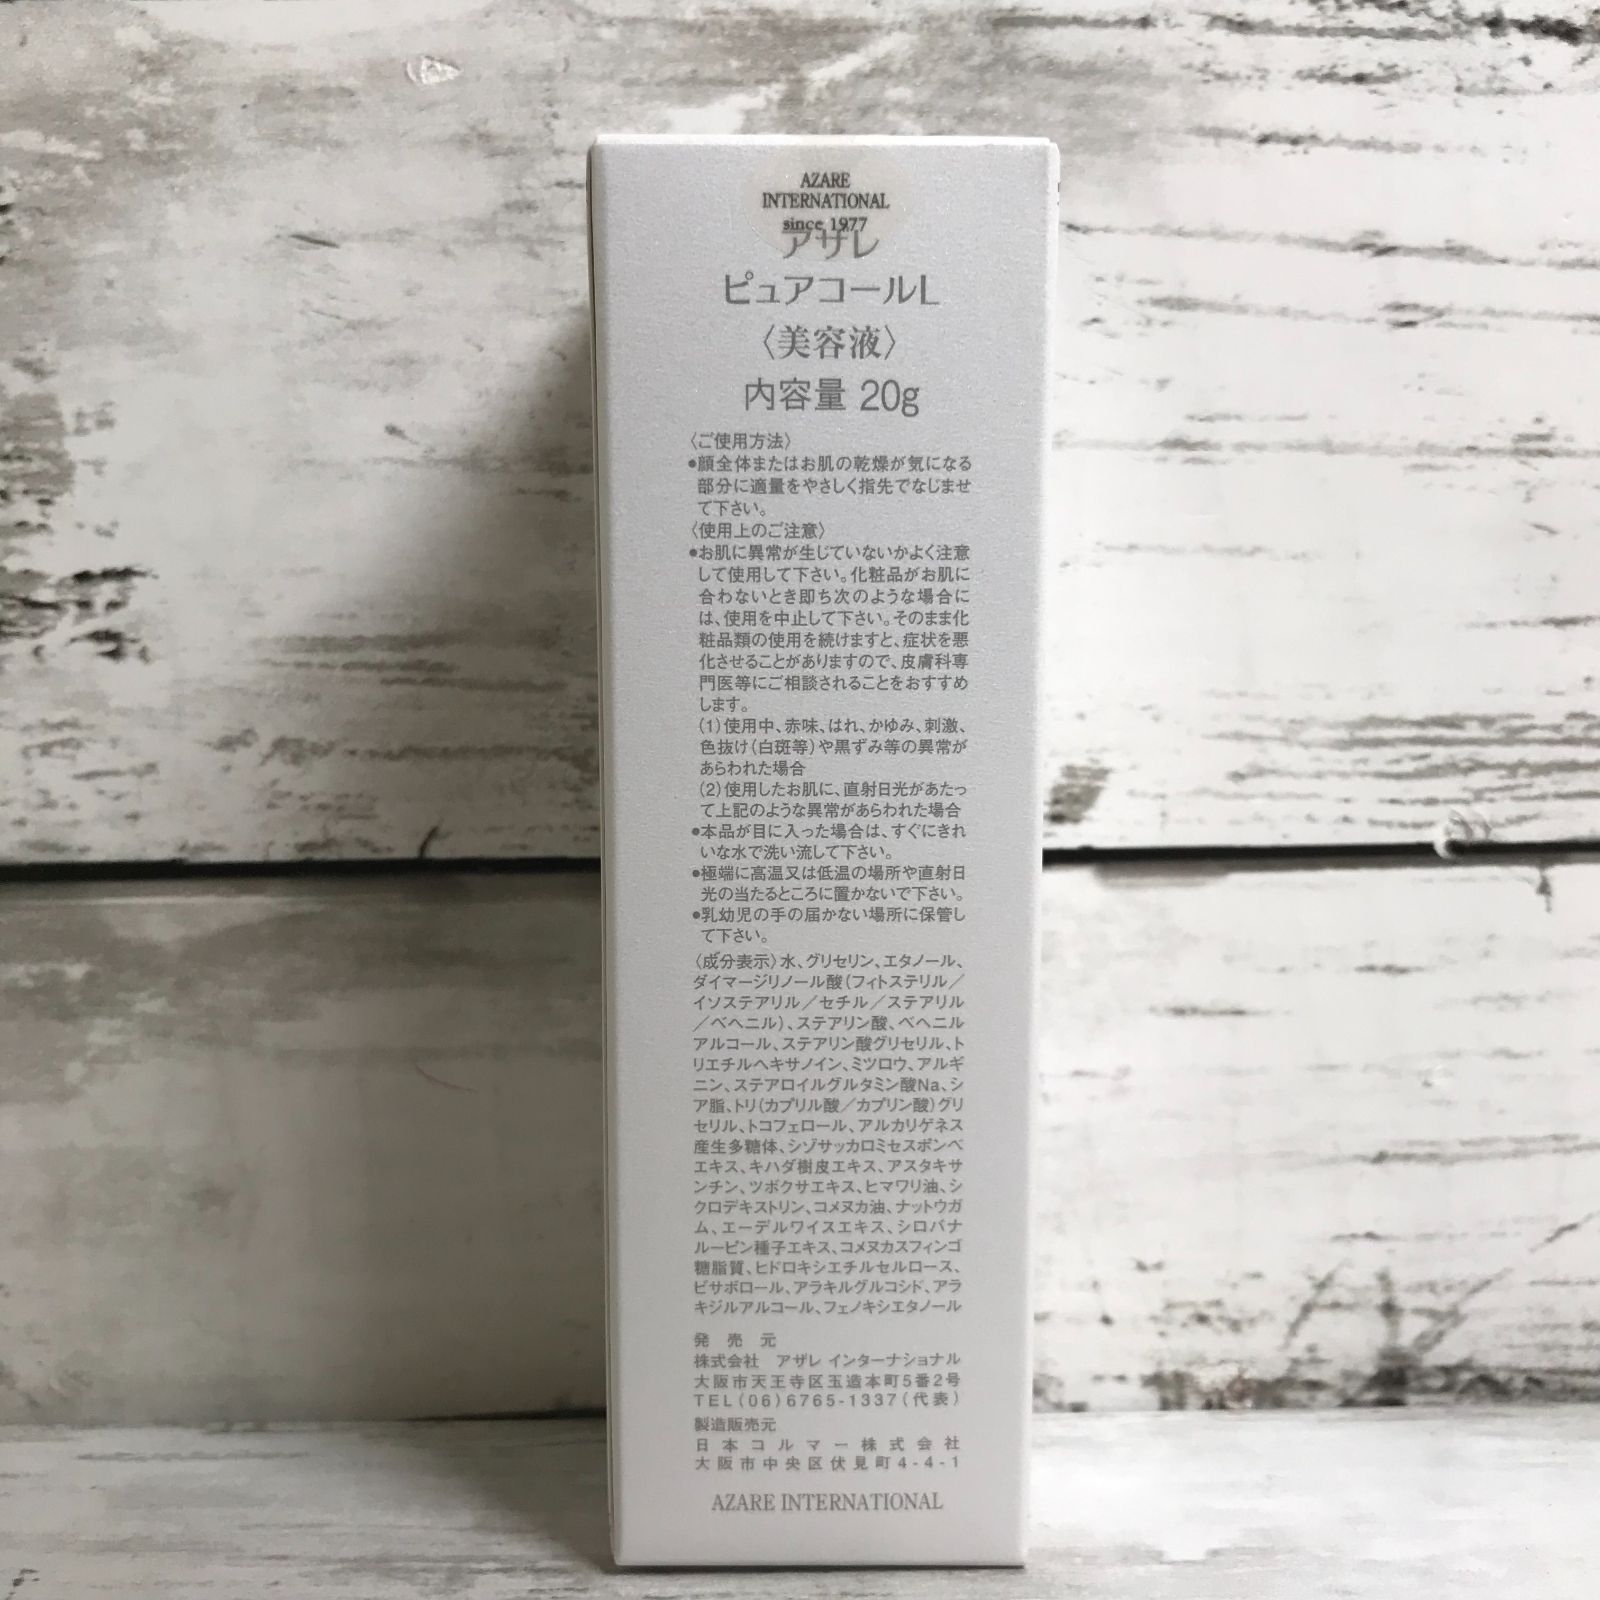 AZARE
INTERNATIONAL
since 1977
アザレ
ピュアコールL
〈美容液〉
内容量 20g
〈ご使用方法〉
●顔全体またはお肌の乾燥が気になる
部分に適量をやさしく指先でなじませ
て下さい。
〈使用上のご注意〉
●お肌に異常が生じていないかよく注意
して使用して下さい。化粧品がお肌に
合わないとき即ち次のような場合に
は、使用を中止して下さい。そのまま化
粧品類の使用を続けますと、症状を悪
化させることがありますので、皮膚科専
門医等にご相談されることをおすすめ
します。
(1)使用中、赤味、はれ、かゆみ、刺激、
色抜け(白斑等)や黒ずみ等の異常が
あらわれた場合
(2)使用したお肌に、直射日光があたっ
て上記のような異常があらわれた場合
●本品が目に入った場合は、すぐにきれ
いな水で洗い流して下さい。
●極端に高温又は低温の場所や直射日
光の当たるところに置かないで下さい。
●乳幼児の手の届かない場所に保管し
て下さい。
〈成分表示〉水、グリセリン、エタノール、
ダイマージリノール酸(フィトステリル/
イソステアリル/セチル/ステアリル
/ベヘニル)、ステアリン酸、ベヘニル
アルコール、ステアリン酸グリセリル、ト
リエチルヘキサノイン、ミツロウ、アルギ
ニン、ステアロイルグルタミン酸Na、シ
ア脂、トリ(カプリル酸/カプリン酸)グリ
セリル、トコフェロール、アルカリゲネス
産生多糖体、シゾサッカロミセスポンベ
エキス、キハダ樹皮エキス、アスタキサ
ンチン、ツボクサエキス、ヒマワリ油、シ
クロデキストリン、コメヌカ油、ナットウガ
ム、エーデルワイスエキス、シロバナ
ルーピン種子エキス、コメヌカスフィンゴ
糖脂質、ヒドロキシエチルセルロース、
ビサボロール、アラキルグルコシド、アラ
キジルアルコール、フェノキシエタノール
発売元
株式会社 アザレ インターナショナル
大阪市天王寺区玉造本町5番2号
TEL(06)6765-1337(代表)
製造販売元
日本コルマー株式会社
大阪市中央区伏見町4-4-1
AZARE INTERNATIONAL